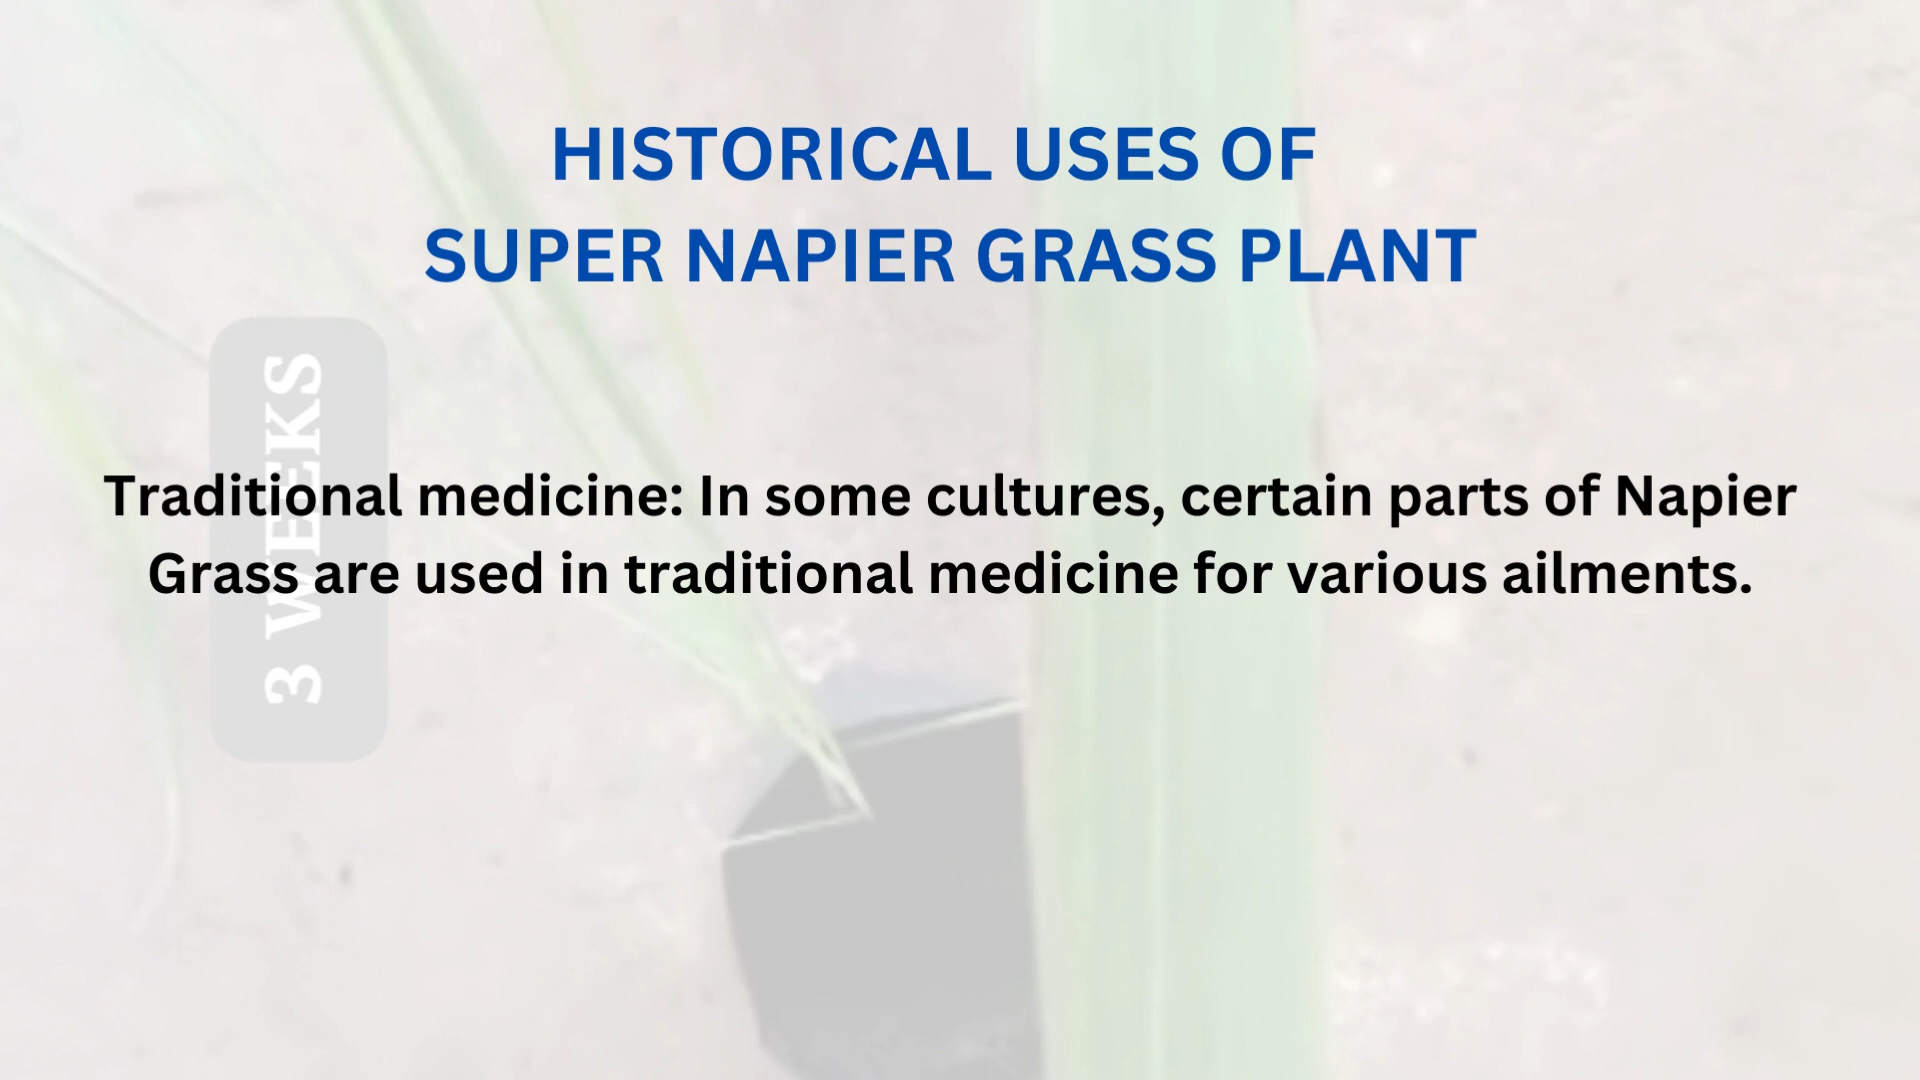 HISTORICAL USES OF
SUPER NAPIER GRASS PLANT
3 WEEKS
Traditional medicine: In some cultures, certain parts of Napier
Grass are used in traditional medicine for various ailments.